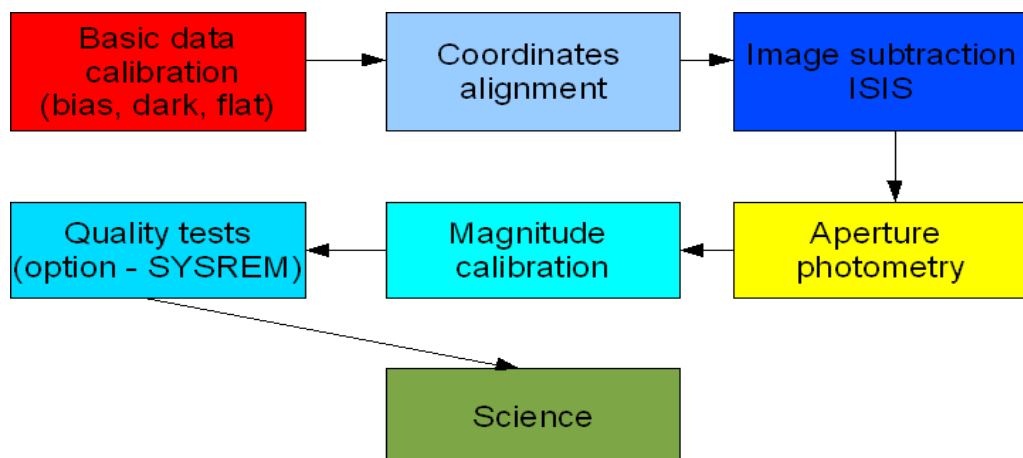 Basic data
calibration
(bias, dark, flat)
Coordinates
alignment
Image subtraction
ISIS
Aperture
photometry
Magnitude
calibration
Quality tests
(option - SYSREM)
Science